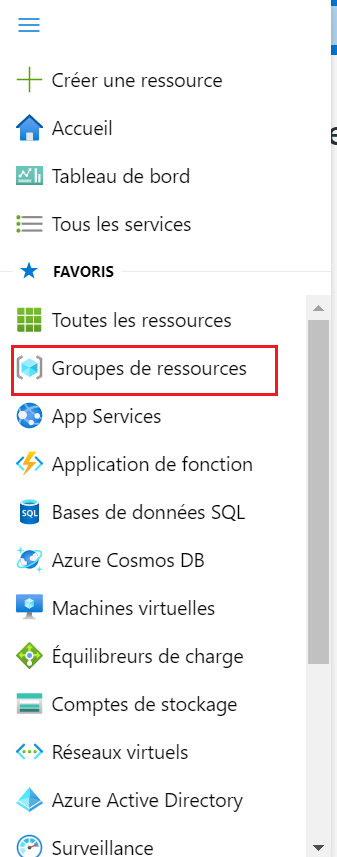 Créer une ressource
Accueil
Tableau de bord
Tous les services
FAVORIS
Toutes les ressources
Groupes de ressources
App Services
Application de fonction
SQL Bases de données SQL
Azure Cosmos DB
Machines virtuelles
Équilibreurs de charge
Comptes de stockage
Réseaux virtuels
Azure Active Directory
Surveillance